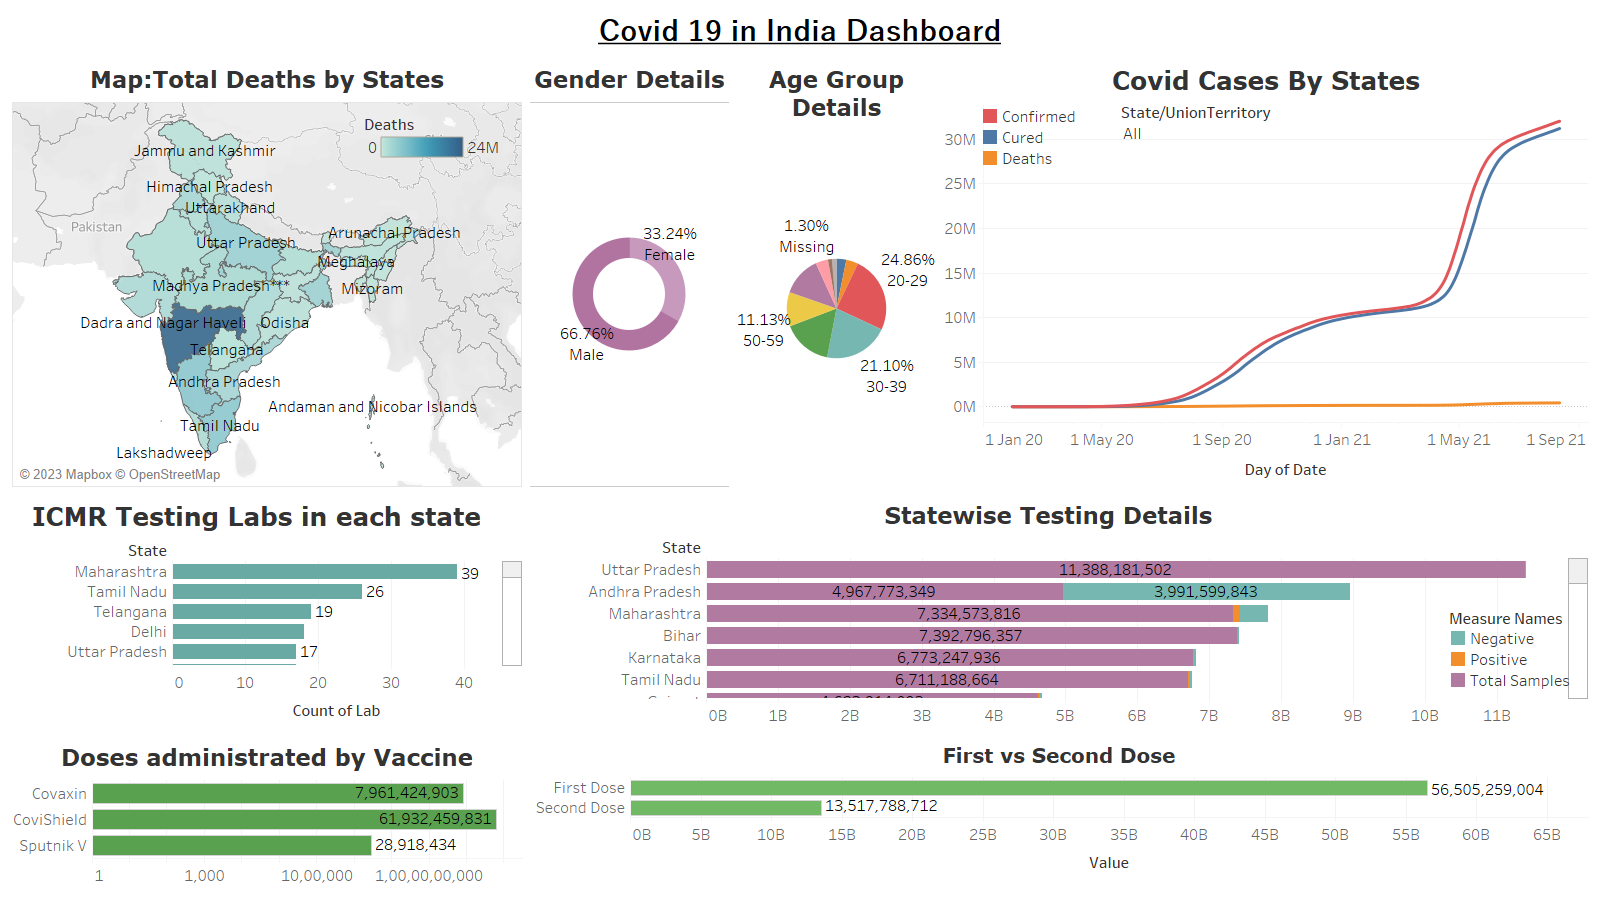 Covid 19 in India Dashboard
Map:Total Deaths by States
Deaths
0
24M
Jammu and Kashmir
Himachal Pradesh
Uttarakhand
Pakistan
Arunachal Pradesh
Uttar Pradesh
Meghalaya
Madhya Pradesh***
Mizoram
Dadra and Nagar Haveli
Odisha
Telangana
Andhra Pradesh
Andaman and Nicobar Islands
Tamil Nadu
Lakshadweep
© 2023 Mapbox © OpenStreetMap
Gender Details
33.24%
Female
66.76%
Male
Age Group
Details
1.30%
Missing
24.86%
20-29
11.13%
50-59
21.10%
30-39
Covid Cases By States
Confirmed
Cured
Deaths
State/UnionTerritory
All
30M
25M
20M
15M
10M
5M
0M
1 Jan 20
1 May 20
1 Sep 20
1 Jan 21
1 May 21
1 Sep 21
Day of Date
ICMR Testing Labs in each state
State
Maharashtra 39
Tamil Nadu 26
Telangana 19
Delhi
Uttar Pradesh 17
0 10 20 30 40
Count of Lab
Statewise Testing Details
State
Uttar Pradesh 11,388,181,502
Andhra Pradesh 4,967,773,349 3,991,599,843
Maharashtra 7,334,573,816
Bihar 7,392,796,357
Karnataka 6,773,247,936
Tamil Nadu 6,711,188,664
0B 1B 2B 3B 4B 5B 6B 7B 8B 9B 10B 11B
Measure Names
Negative
Positive
Total Samples
Doses administrated by Vaccine
Covaxin 7,961,424,903
CoviShield 61,932,459,831
Sputnik V 28,918,434
1 1,000 10,00,000 1,00,00,00,000
First vs Second Dose
First Dose 56,505,259,004
Second Dose 13,517,788,712
0B 5B 10B 15B 20B 25B 30B 35B 40B 45B 50B 55B 60B 65B
Value